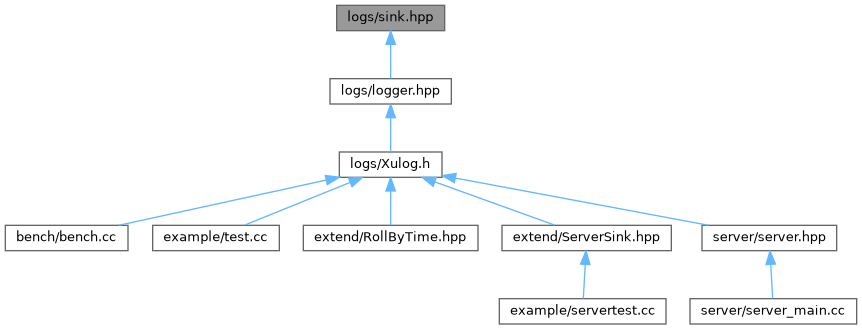 logs/sink.hpp
logs/logger.hpp
logs/Xulog.h
bench/bench.cc
example/test.cc
extend/RollByTime.hpp
extend/ServerSink.hpp
server/server.hpp
example/servertest.cc
server/server_main.cc